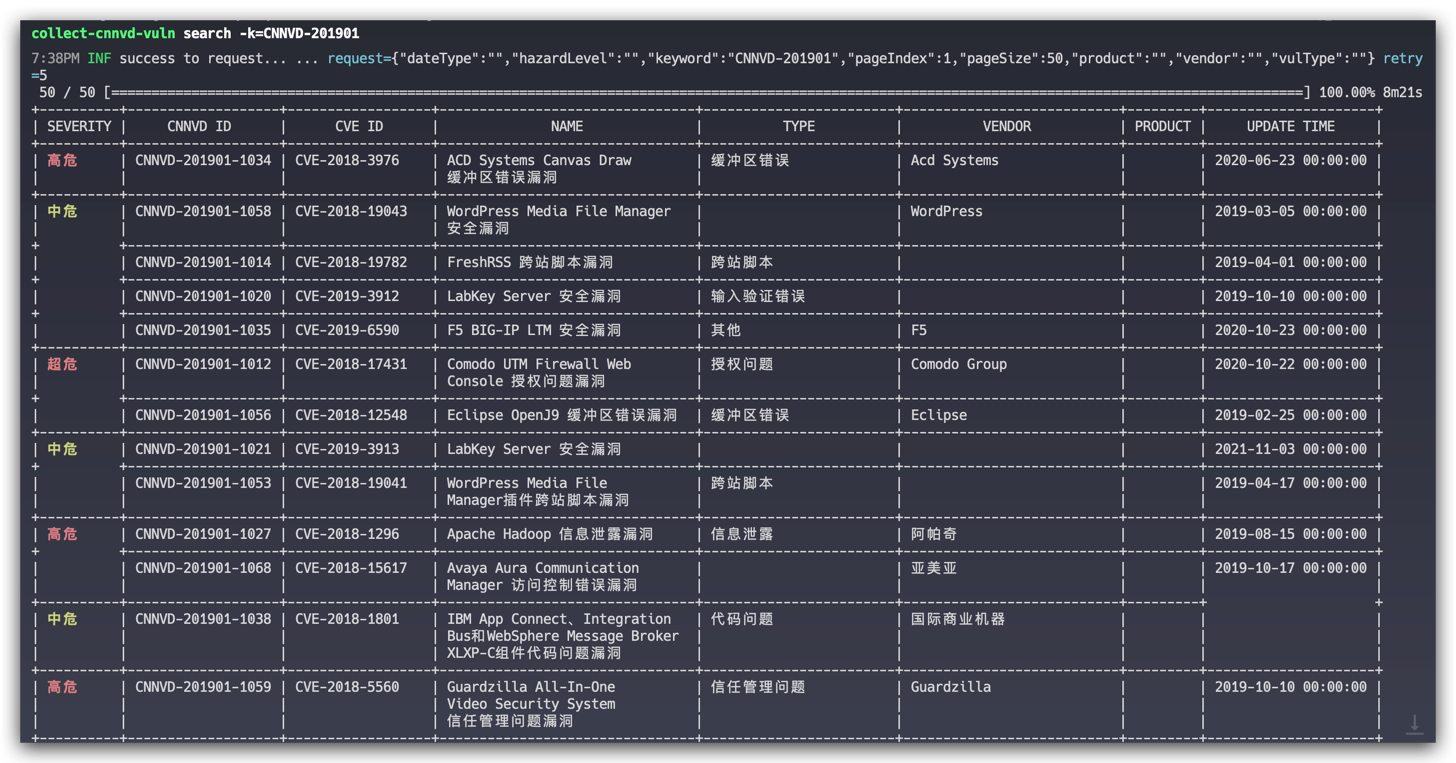 collect-cnnvd-vuln search -k=CNNVD-201901
7:38PM INF success to request... ... request={"dateType":"","hazardLevel":"","keyword":"CNNVD-201901","pageIndex":1,"pageSize":50,"product":"","vendor":"","vulType":""} retry
=5
50 / 50 [====================================================================================================================================================] 100.00% 8m21s
| SEVERITY | CNNVD ID | CVE ID | NAME | TYPE | VENDOR | PRODUCT | UPDATE TIME |
| 高危 | CNNVD-201901-1034 | CVE-2018-3976 | ACD Systems Canvas Draw | 缓冲区错误 | Acd Systems | | 2020-06-23 00:00:00 |
| | | | 缓冲区错误漏洞 | | | | |
| 中危 | CNNVD-201901-1058 | CVE-2018-19043 | WordPress Media File Manager | | WordPress | | 2019-03-05 00:00:00 |
| | | | 安全漏洞 | | | | |
| | CNNVD-201901-1014 | CVE-2018-19782 | FreshRSS 跨站脚本漏洞 | 跨站脚本 | | | 2019-04-01 00:00:00 |
| | CNNVD-201901-1020 | CVE-2019-3912 | LabKey Server 安全漏洞 | 输入验证错误 | | | 2019-10-10 00:00:00 |
| | CNNVD-201901-1035 | CVE-2019-6590 | F5 BIG-IP LTM 安全漏洞 | 其他 | F5 | | 2020-10-23 00:00:00 |
| 超危 | CNNVD-201901-1012 | CVE-2018-17431 | Comodo UTM Firewall Web | 授权问题 | Comodo Group | | 2020-10-22 00:00:00 |
| | | | Console 授权问题漏洞 | | | | |
| | CNNVD-201901-1056 | CVE-2018-12548 | Eclipse OpenJ9 缓冲区错误漏洞 | 缓冲区错误 | Eclipse | | 2019-02-25 00:00:00 |
| 中危 | CNNVD-201901-1021 | CVE-2019-3913 | LabKey Server 安全漏洞 | | | | 2021-11-03 00:00:00 |
| | CNNVD-201901-1053 | CVE-2018-19041 | WordPress Media File | 跨站脚本 | | | 2019-04-17 00:00:00 |
| | | | Manager插件跨站脚本漏洞 | | | | |
| 高危 | CNNVD-201901-1027 | CVE-2018-1296 | Apache Hadoop 信息泄露漏洞 | 信息泄露 | 阿帕奇 | | 2019-08-15 00:00:00 |
| | CNNVD-201901-1068 | CVE-2018-15617 | Avaya Aura Communication | | 亚美亚 | | 2019-10-17 00:00:00 |
| | | | Manager 访问控制错误漏洞 | | | | |
| 中危 | CNNVD-201901-1038 | CVE-2018-1801 | IBM App Connect、Integration | 代码问题 | 国际商业机器 | | |
| | | | Bus和WebSphere Message Broker | | | | |
| | | | XLXP-C组件代码问题漏洞 | | | | |
| 高危 | CNNVD-201901-1059 | CVE-2018-5560 | Guardzilla All-In-One | 信任管理问题 | Guardzilla | | 2019-10-10 00:00:00 |
| | | | Video Security System | | | | |
| | | | 信任管理问题漏洞 | | | | |